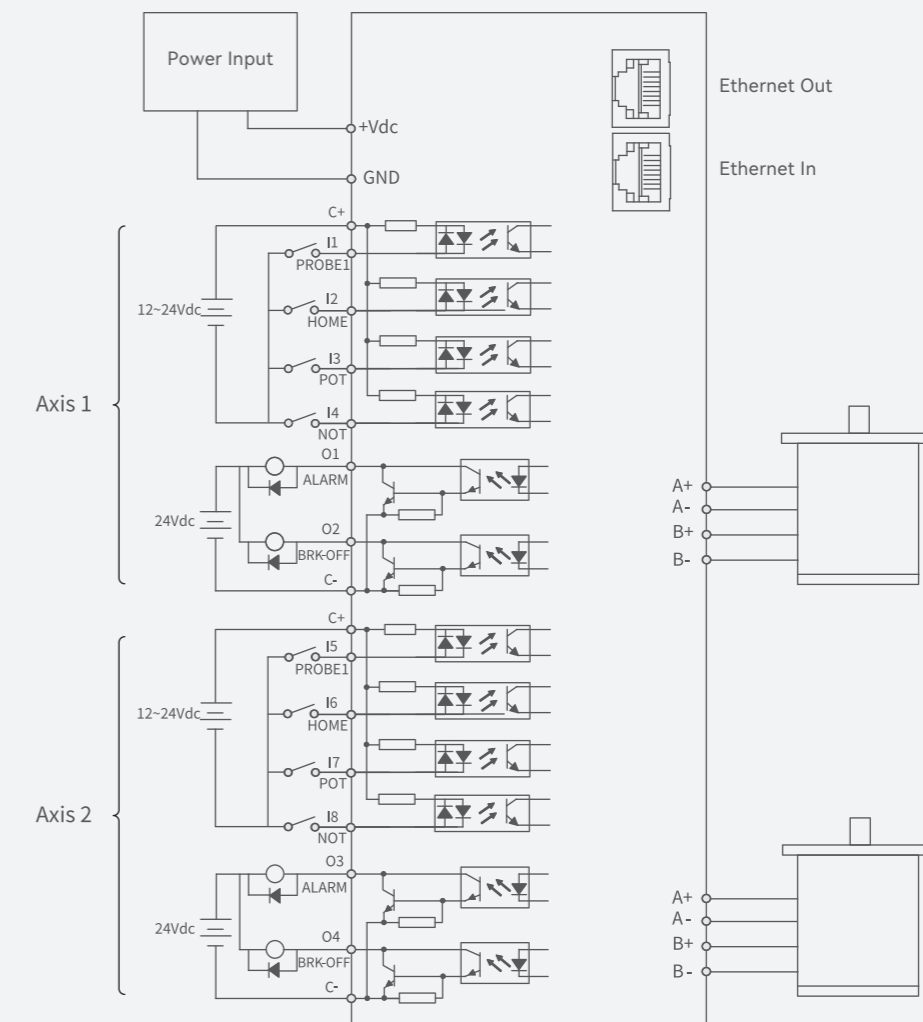 Power Input
+Vdc
GND
Ethernet Out
Ethernet In
Axis 1
C+
I1
PROBE1
12~24Vdc
I2
HOME
I3
POT
I4
NOT
O1
ALARM
24Vdc
O2
BRK-OFF
C-
A+
A-
B+
B-
Axis 2
C+
I5
PROBE1
12~24Vdc
I6
HOME
I7
POT
I8
NOT
O3
ALARM
24Vdc
O4
BRK-OFF
C-
A+
A-
B+
B-